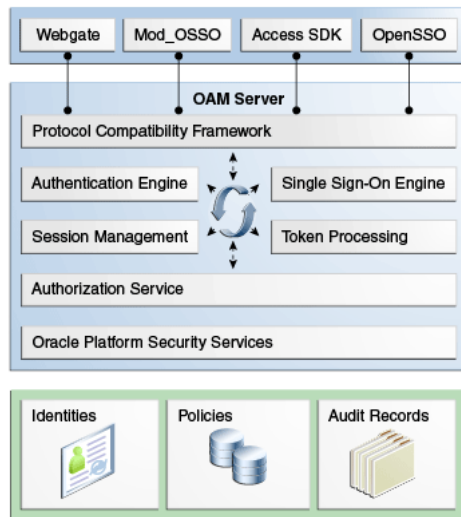 Webgate
Mod_OSSO
Access SDK
OpenSSO
OAM Server
Protocol Compatibility Framework
Authentication Engine
Single Sign-On Engine
Session Management
Token Processing
Authorization Service
Oracle Platform Security Services
Identities
Policies
Audit Records